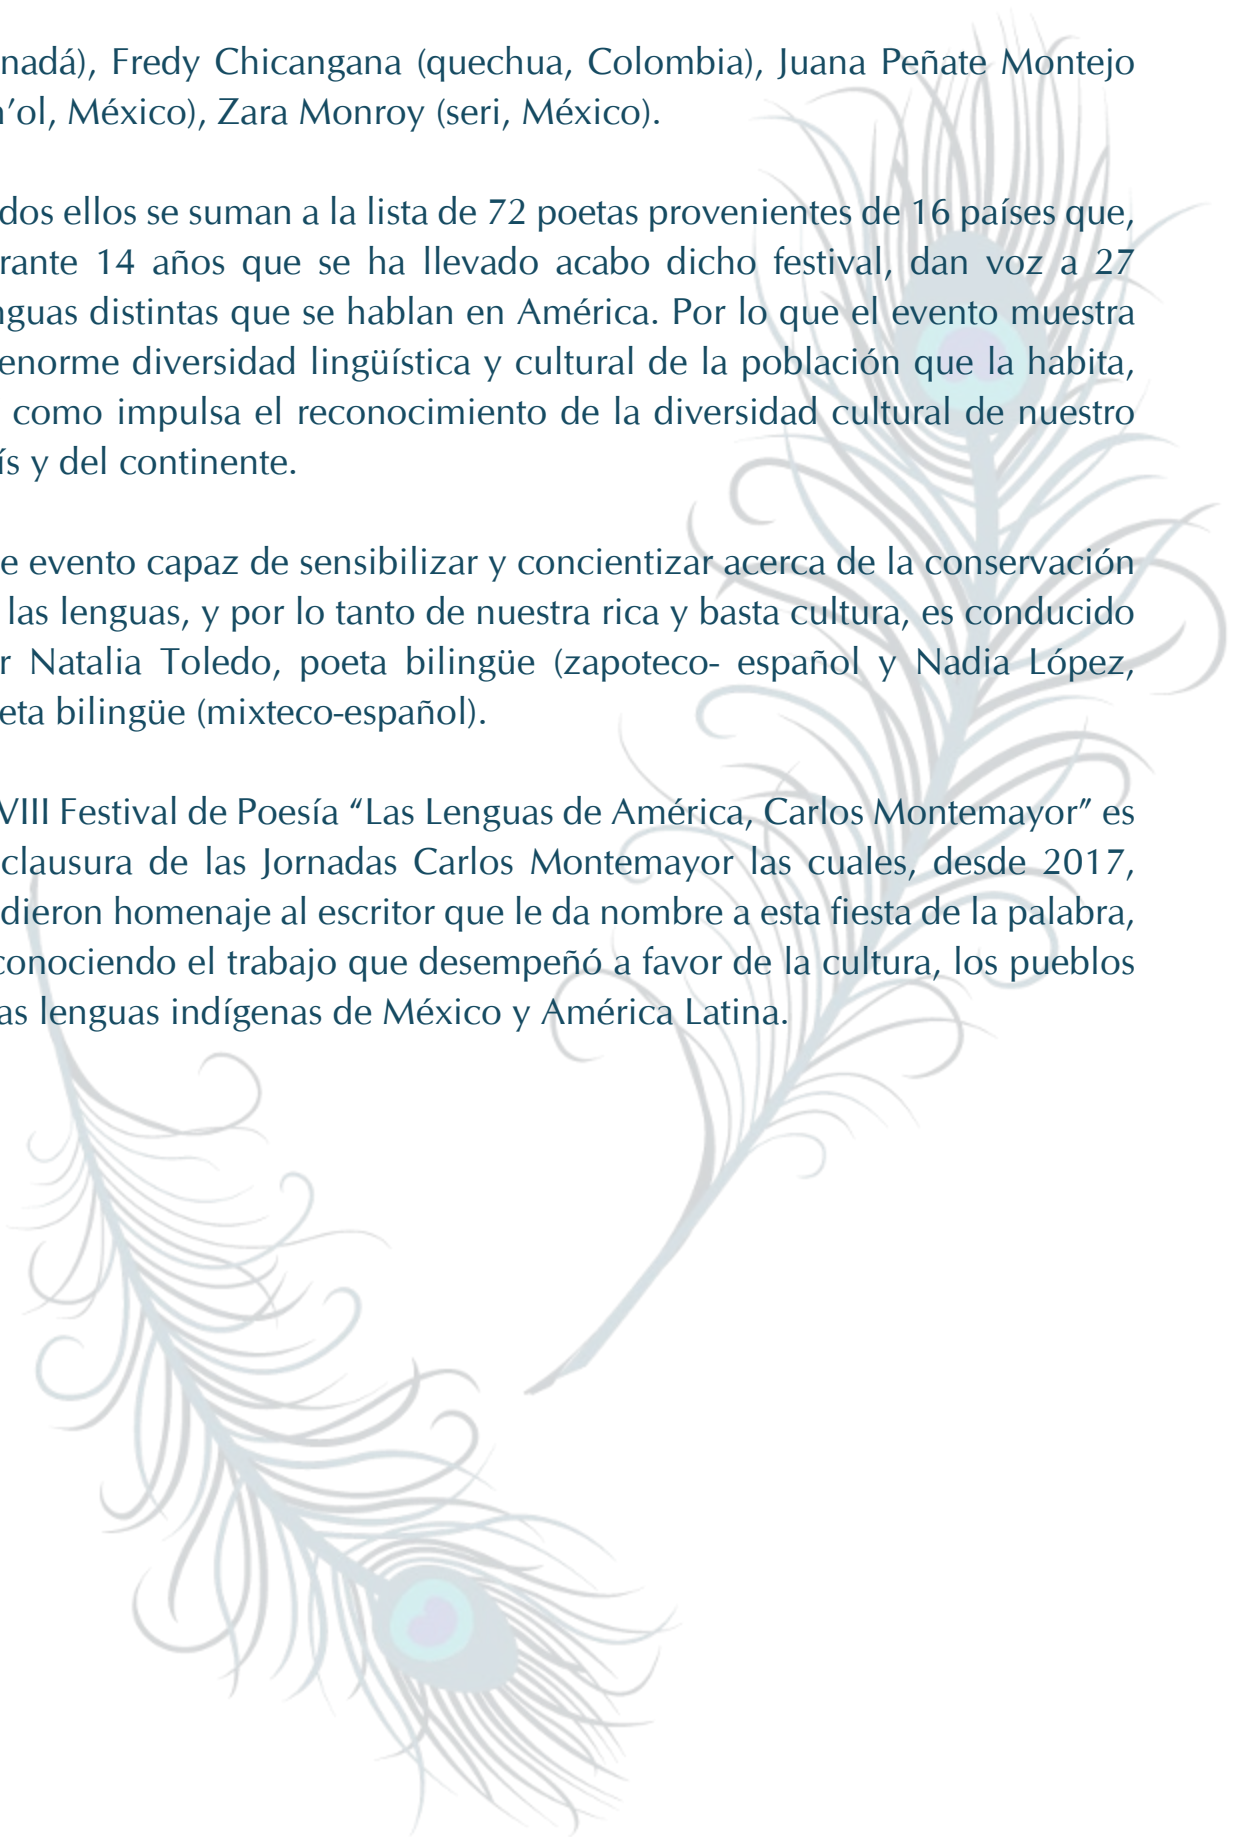 nadá), Fredy Chicangana (quechua, Colombia), Juana Peñate Montejo
’ol, México), Zara Monroy (seri, México).
dos ellos se suman a la lista de 72 poetas provenientes de 16 países que,
rante 14 años que se ha llevado acabo dicho festival, dan voz a 27
nguas distintas que se hablan en América. Por lo que el evento muestra
enorme diversidad lingüística y cultural de la población que la habita,
como impulsa el reconocimiento de la diversidad cultural de nuestro
ís y del continente.
e evento capaz de sensibilizar y concientizar acerca de la conservación
las lenguas, y por lo tanto de nuestra rica y basta cultura, es conducido
r Natalia Toledo, poeta bilingüe (zapoteco- español y Nadia López,
eta bilingüe (mixteco-español).
VIII Festival de Poesía “Las Lenguas de América, Carlos Montemayor” es
clausura de las Jornadas Carlos Montemayor las cuales, desde 2017,
dieron homenaje al escritor que le da nombre a esta fiesta de la palabra,
conociendo el trabajo que desempeñó a favor de la cultura, los pueblos
as lenguas indígenas de México y América Latina.